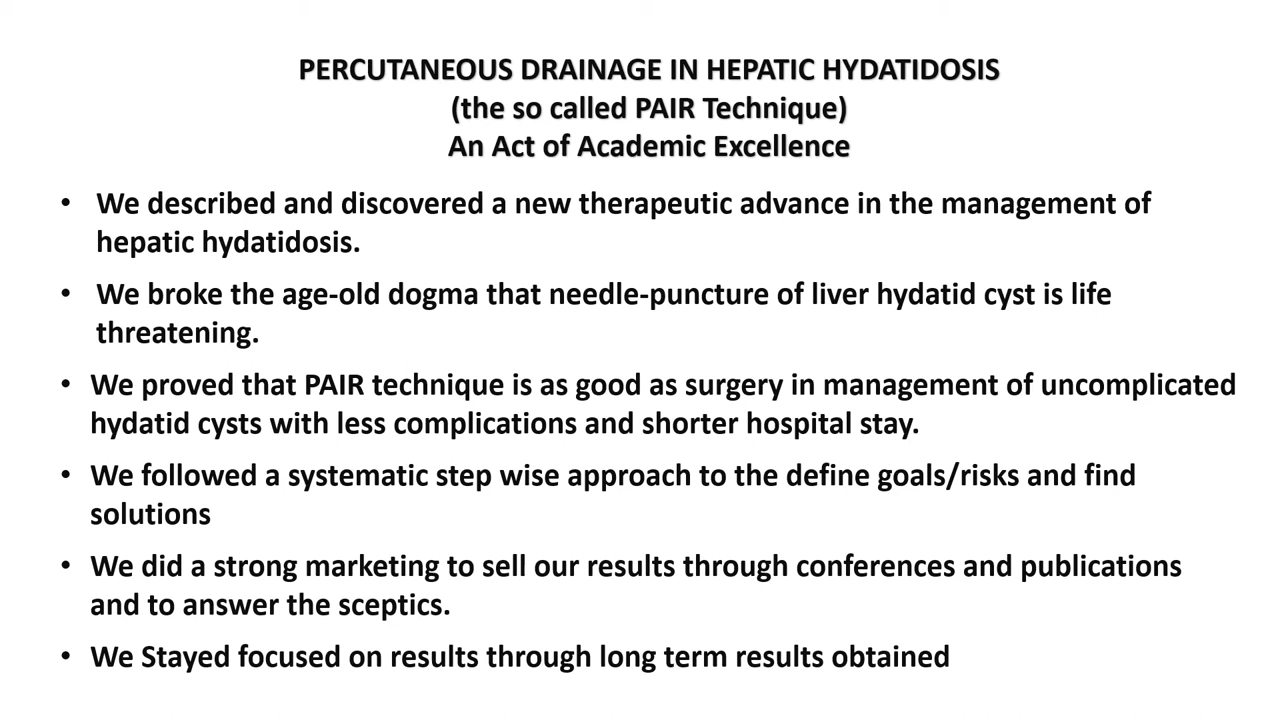 PERCUTANEOUS DRAINAGE IN HEPATIC HYDATIDOSIS
(the so called PAIR Technique)
An Act of Academic Excellence
• We described and discovered a new therapeutic advance in the management of
hepatic hydatidosis.
• We broke the age-old dogma that needle-puncture of liver hydatid cyst is life
threatening.
• We proved that PAIR technique is as good as surgery in management of uncomplicated
hydatid cysts with less complications and shorter hospital stay.
• We followed a systematic step wise approach to the define goals/risks and find
solutions
• We did a strong marketing to sell our results through conferences and publications
and to answer the sceptics.
• We Stayed focused on results through long term results obtained